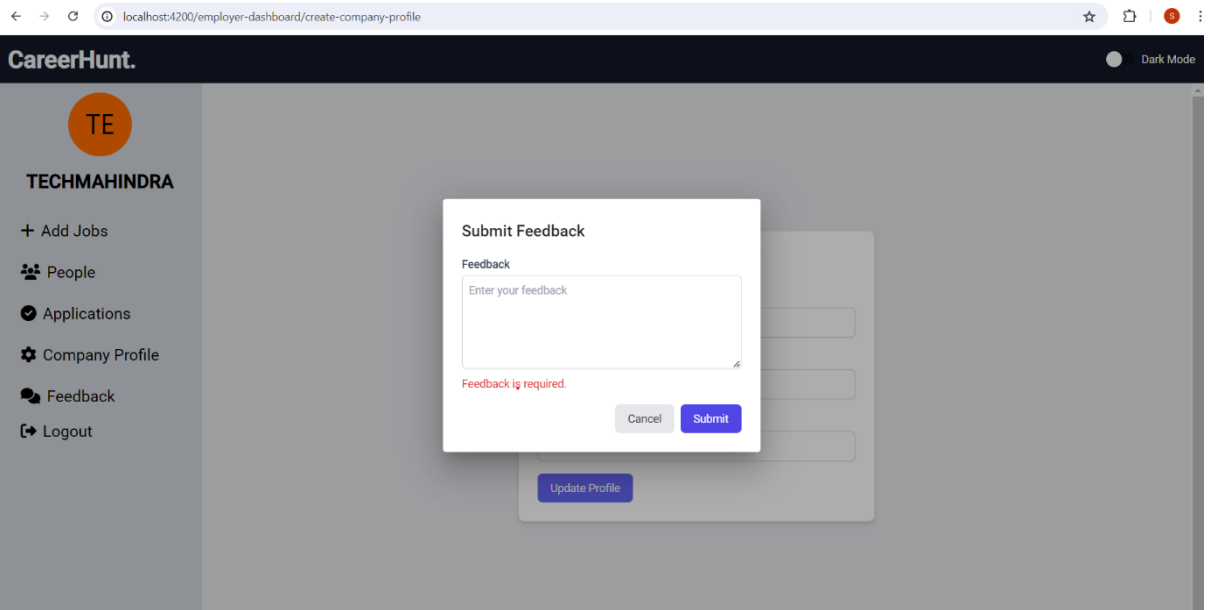 localhost:4200/employer-dashboard/create-company-profile
S
CareerHunt.
Dark Mode
TE
TECHMAHINDRA
Add Jobs
People
Applications
Company Profile
Feedback
Logout
Submit Feedback
Feedback
Enter your feedback
Feedback is required.
Cancel
Submit
Update Profile